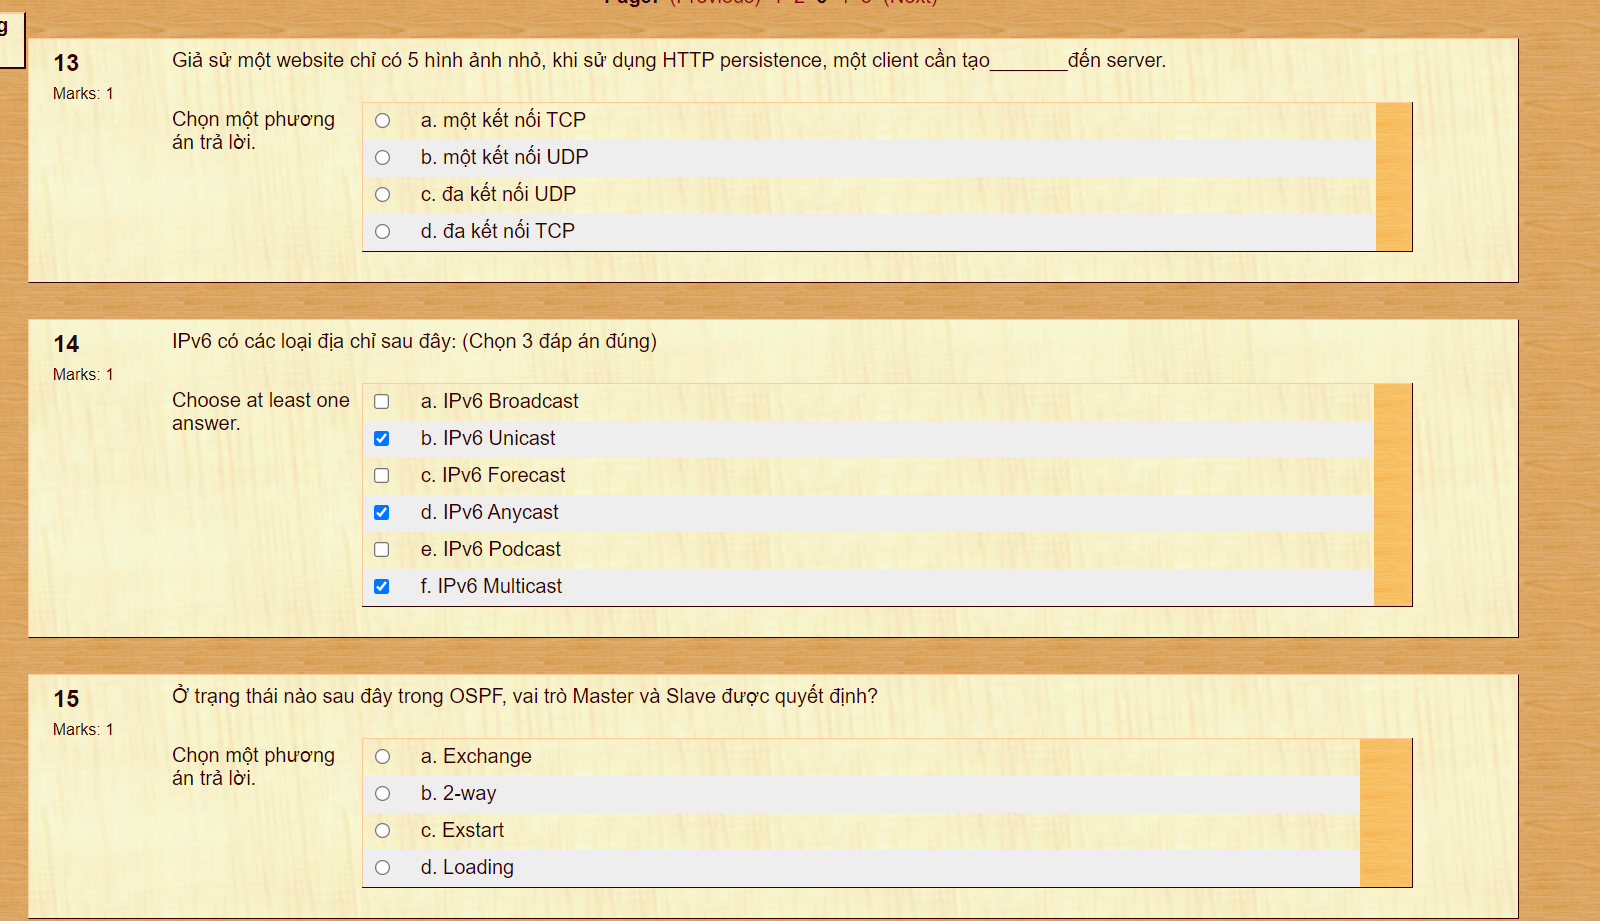 g
13
Marks: 1
Giả sử một website chỉ có 5 hình ảnh nhỏ, khi sử dụng HTTP persistence, một client cần tạo_______đến server.
Chọn một phương án trả lời.
a. một kết nối TCP
b. một kết nối UDP
c. đa kết nối UDP
d. đa kết nối TCP
14
Marks: 1
IPv6 có các loại địa chỉ sau đây: (Chọn 3 đáp án đúng)
Choose at least one answer.
a. IPv6 Broadcast
b. IPv6 Unicast
c. IPv6 Forecast
d. IPv6 Anycast
e. IPv6 Podcast
f. IPv6 Multicast
15
Marks: 1
Ở trạng thái nào sau đây trong OSPF, vai trò Master và Slave được quyết định?
Chọn một phương án trả lời.
a. Exchange
b. 2-way
c. Exstart
d. Loading